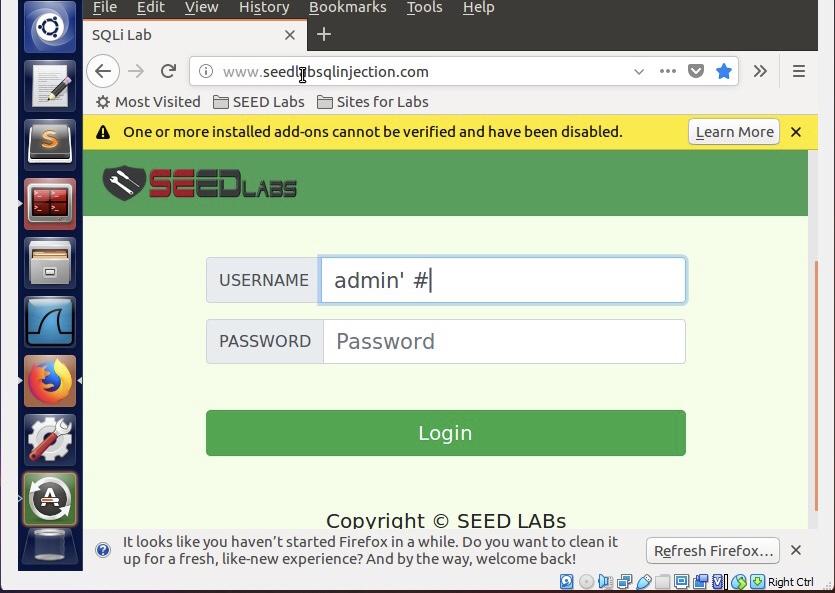 File Edit View History Bookmarks Tools Help
SQLi Lab
www.seedlabsqlinjection.com
Most Visited SEED Labs Sites for Labs
One or more installed add-ons cannot be verified and have been disabled. Learn More
SEEDLABS
USERNAME admin' #
PASSWORD Password
Login
Copyright © SEED LABs
It looks like you haven’t started Firefox in a while. Do you want to clean it
up for a fresh, like-new experience? And by the way, welcome back!
Refresh Firefox...
Right Ctrl